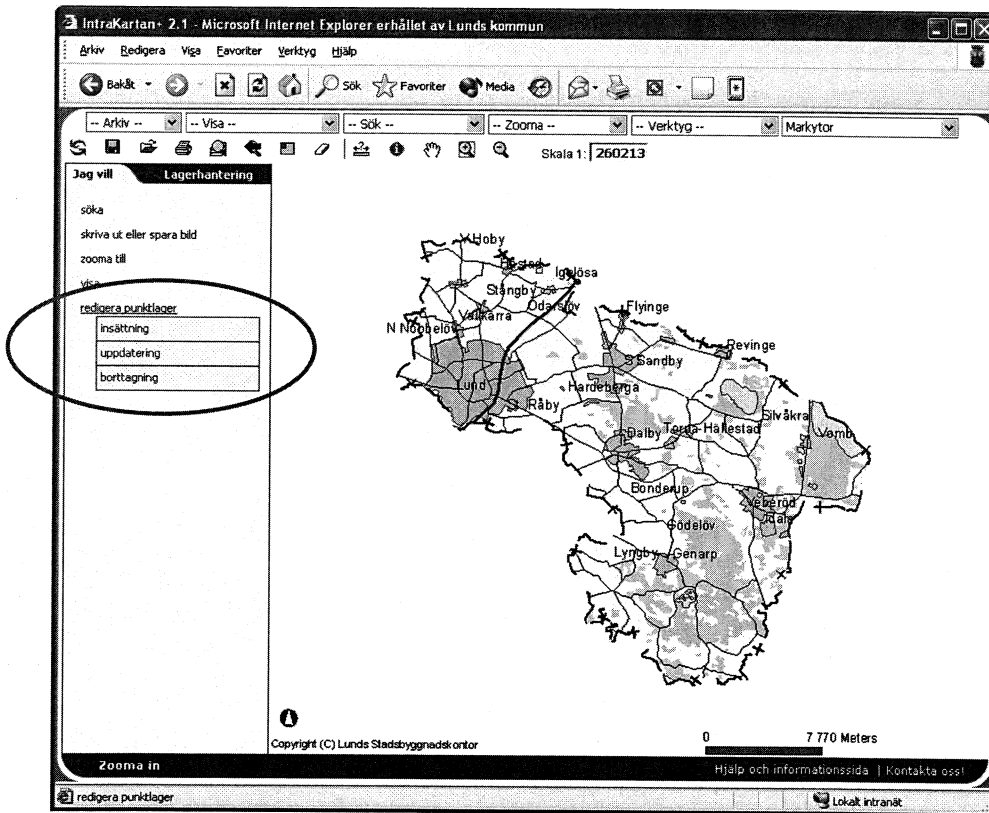 IntraKartan+ 2.1 - Microsoft Internet Explorer erhållet av Lunds kommun
Arkiv Redigera Visa Favoriter Verktyg Hjälp
Bakåt Sök Favoriter Media
-- Arkiv -- -- Visa -- -- Sök -- -- Zooma -- -- Verktyg -- Markytor
Skala 1: 260213
Jag vill Lagerhantering
söka
skriva ut eller spara bild
zooma till
visa
redigera punktlager
insättning
uppdatering
borttagning
V Hoby
Igelösa
Stångby Odarslöv
Flyinge
Vallkärra
N Nöbbelöv
Revinge
S Sandby
Lund
Hardeberga
Råby
Silvåkra
Dalby Torna-Hällestad
Vomb
Bonderup
Veberöd
Idala
Gödelöv
Lyngby Genarp
0 7 770 Meters
Copyright (C) Lunds Stadsbyggnadskontor
Zooma in
Hjälp och informationssida | Kontakta oss!
redigera punktlager
Lokalt intranät